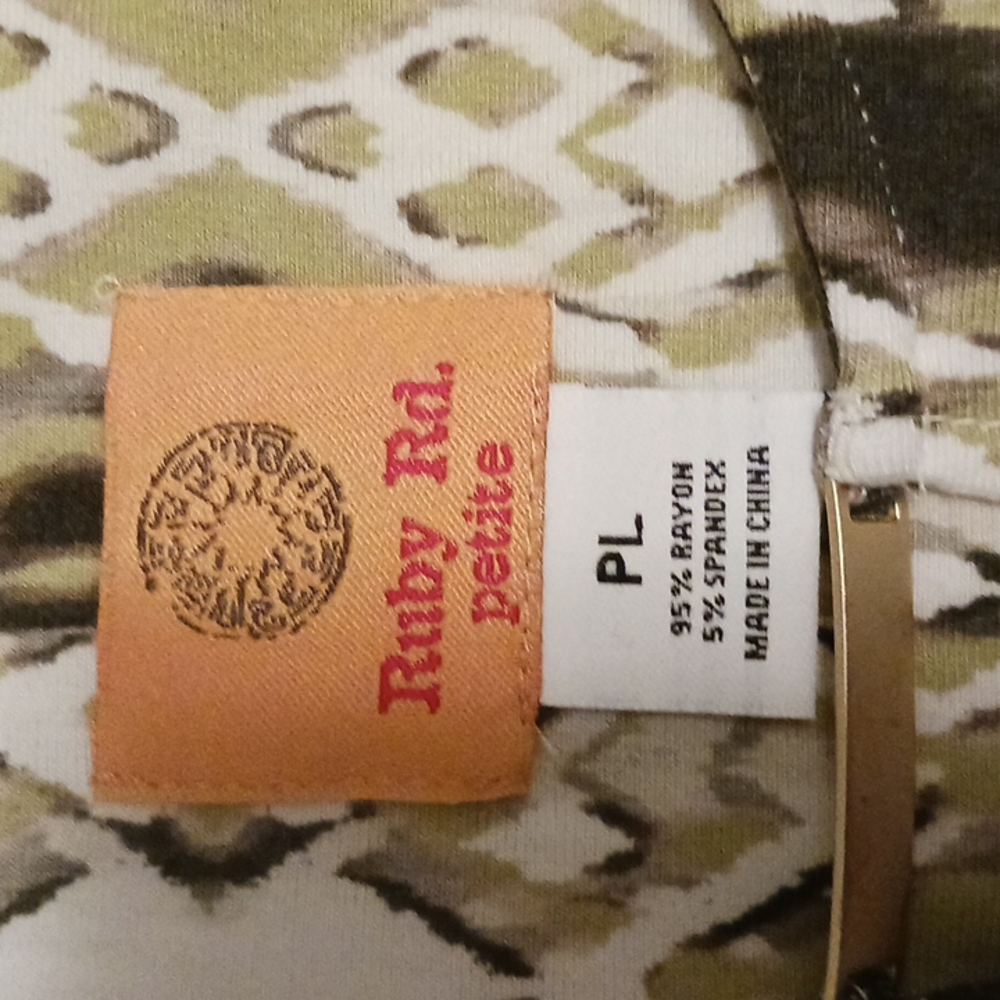 Ruby Rd.
petite
PL
95% RAYON
5% SPANDEX
MADE IN CHINA